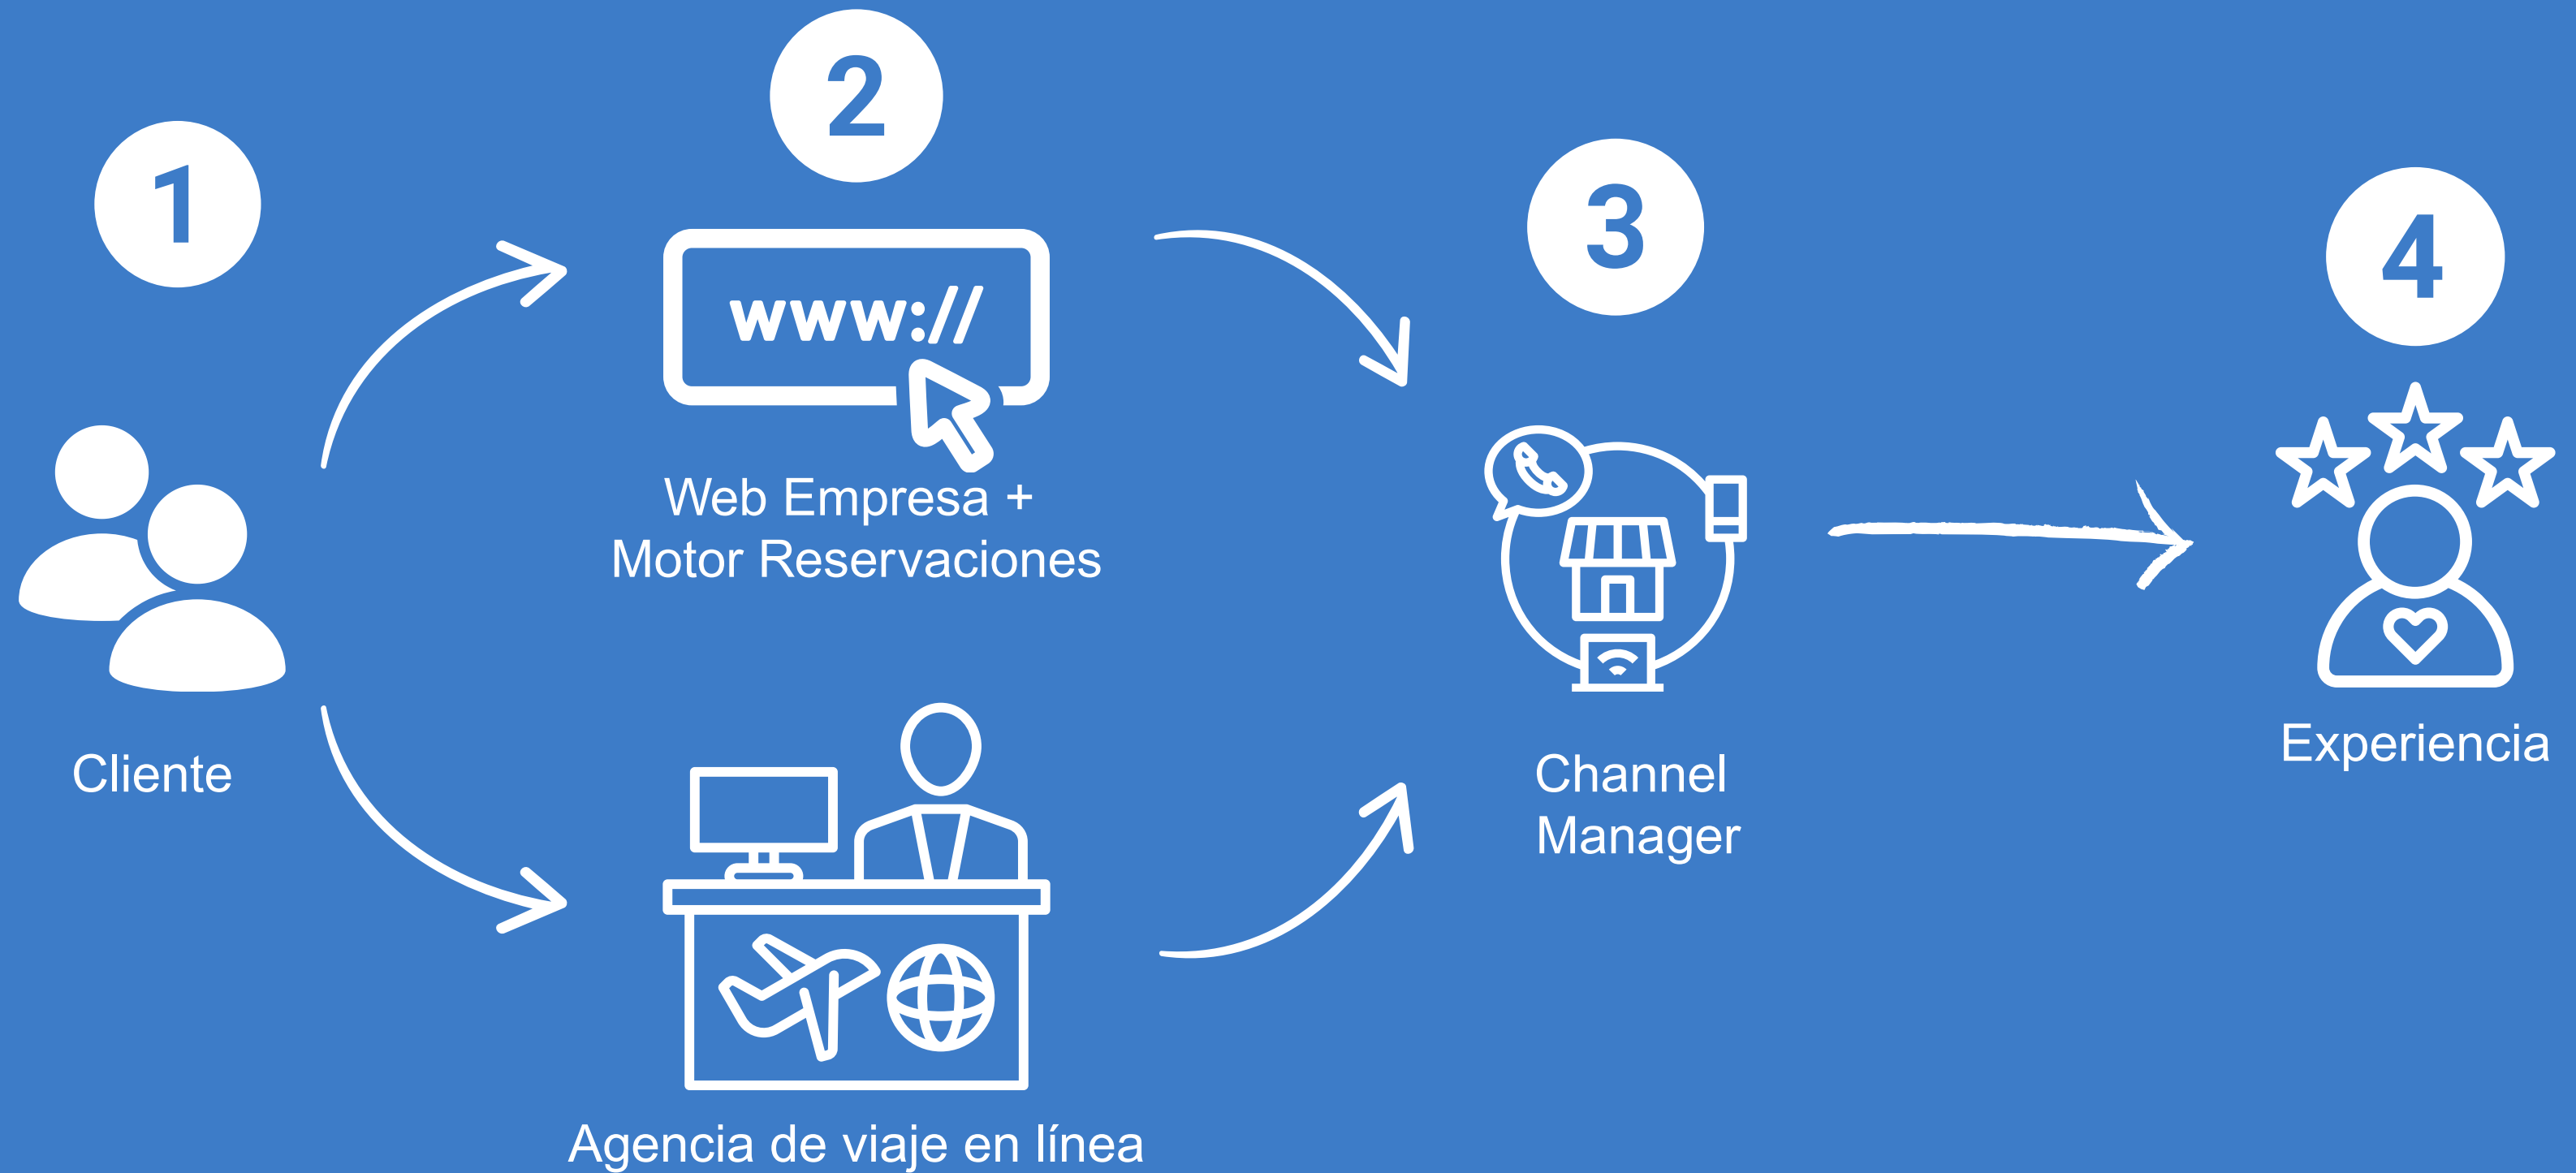 1
Cliente
2
www://
Web Empresa +
Motor Reservaciones
Agencia de viaje en línea
3
Channel
Manager
4
Experiencia